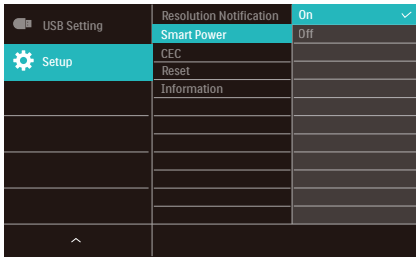 USB Setting
Setup
Resolution Notification
Smart Power
CEC
Reset
Information
On
Off